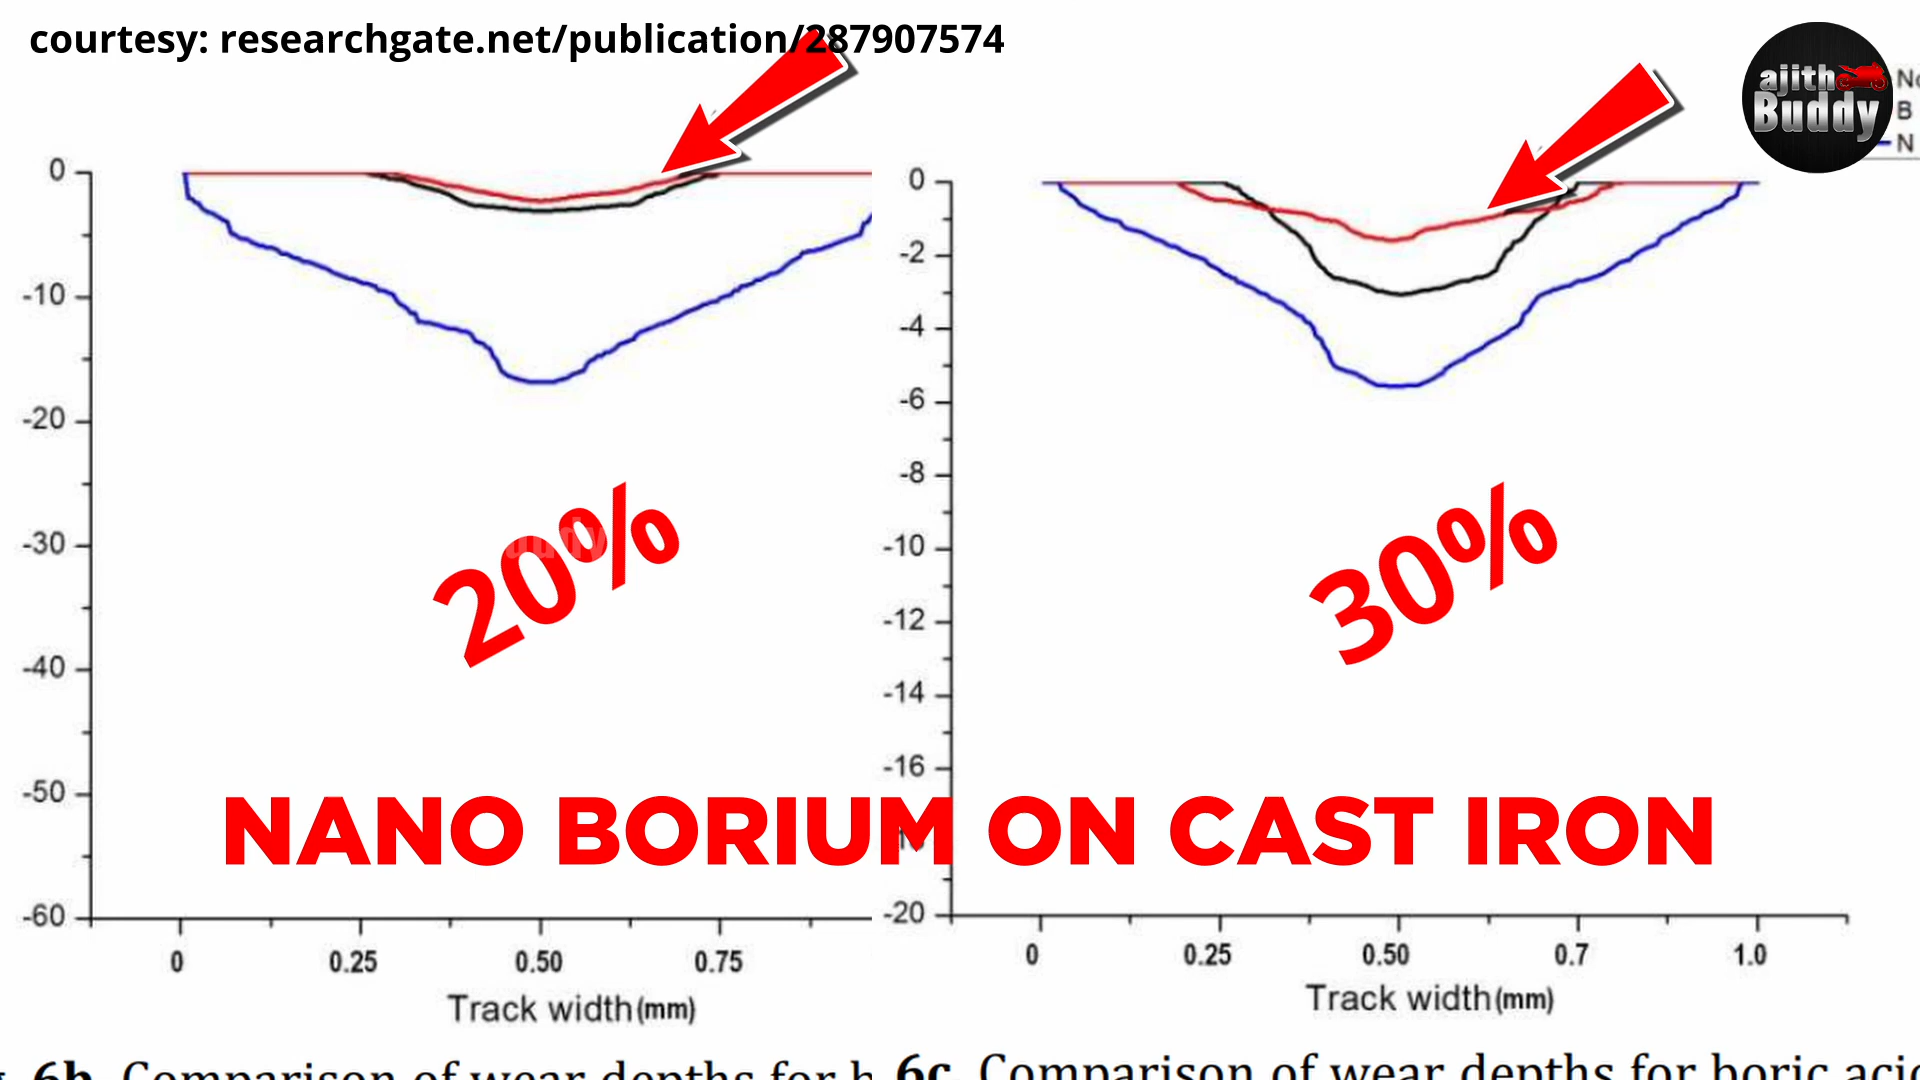 courtesy: researchgate.net/publication/287907574
ajith
Buddy
B
N
0
-10
-20
-30
-40
-50
-60
0
0.25
0.50
0.75
Track width(mm)
20%
0
-2
-4
-6
-8
-10
-12
-14
-16
-20
0
0.25
0.50
0.7
1.0
Track width(mm)
30%
NANO BORIUM ON CAST IRON
6b. Comparison of wear depths for b
6c. Comparison of wear depths for boric acid